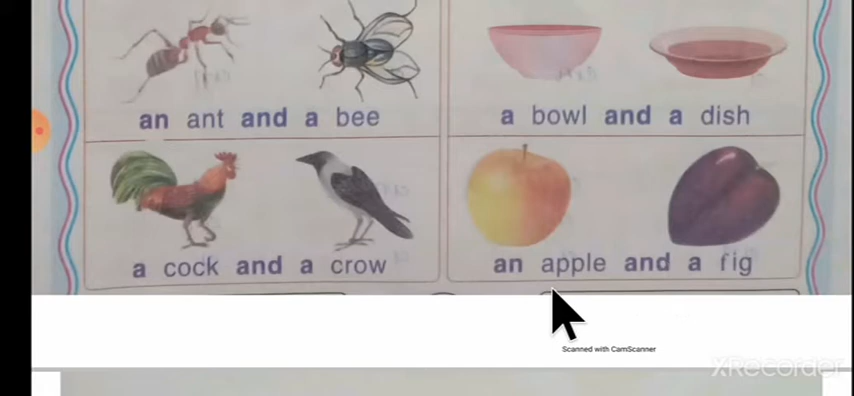 an ant and a bee
a bowl and a dish
a cock and a crow
an apple and a fig
Scanned with CamScanner
XRecorder